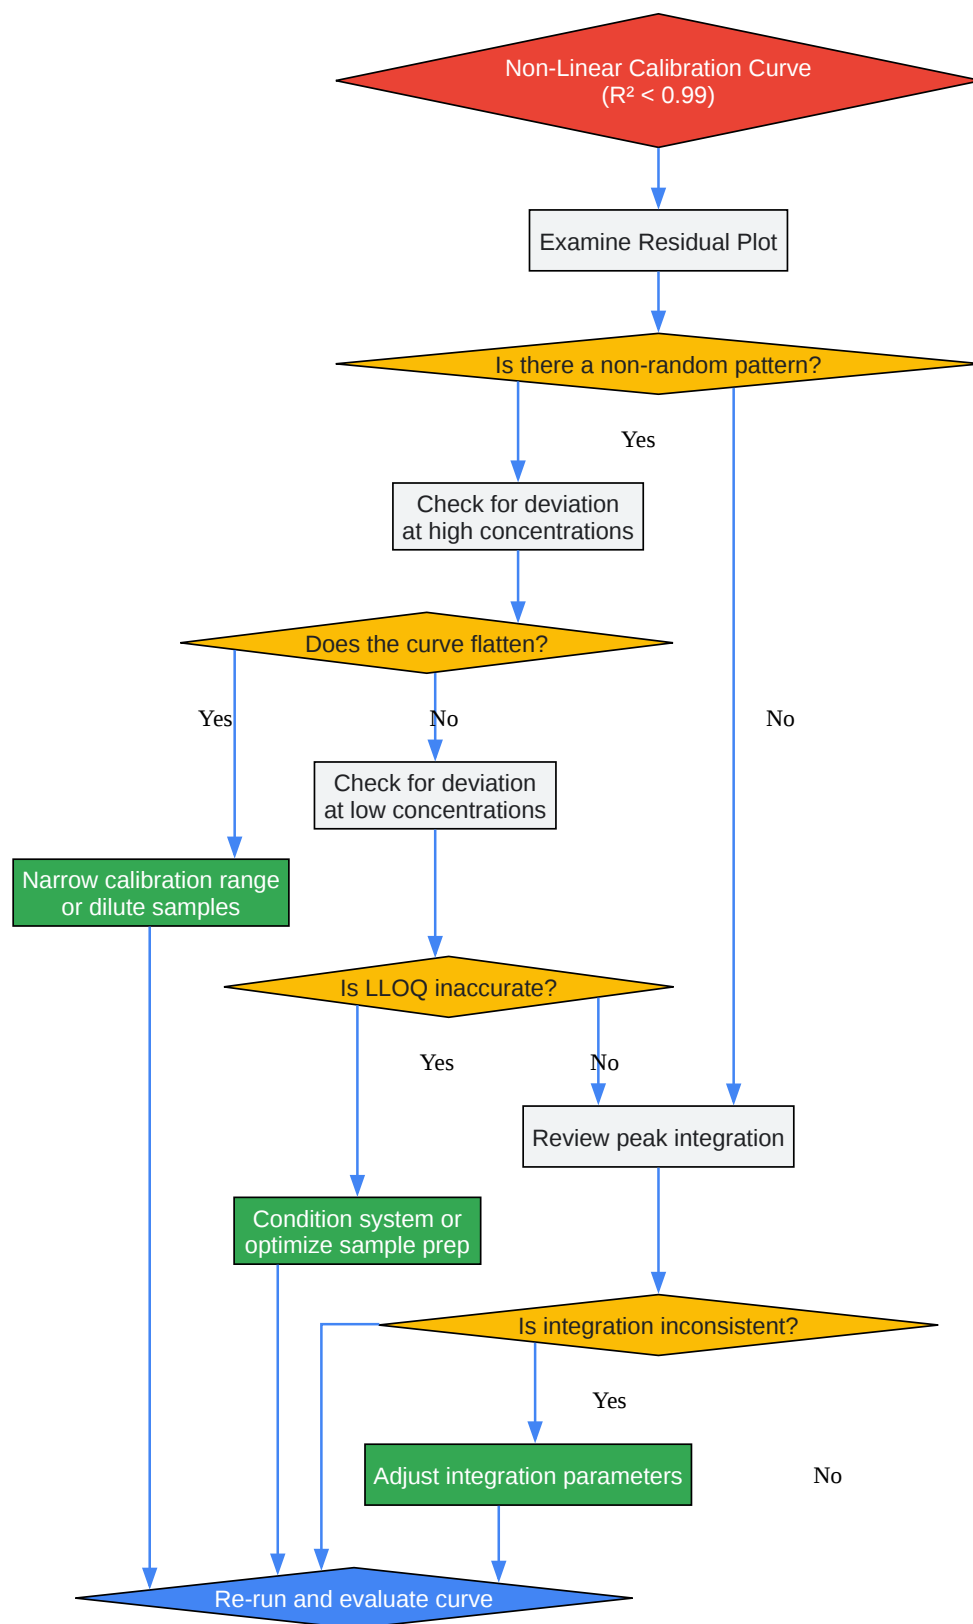 Non-Linear Calibration Curve
(R² < 0.99)
Examine Residual Plot
Is there a non-random pattern?
Yes
Check for deviation
at high concentrations
Does the curve flatten?
Yes
No
No
Check for deviation
at low concentrations
Narrow calibration range
or dilute samples
Is LLOQ inaccurate?
Yes
No
Review peak integration
Condition system or
optimize sample prep
Is integration inconsistent?
Yes
Adjust integration parameters
No
Re-run and evaluate curve